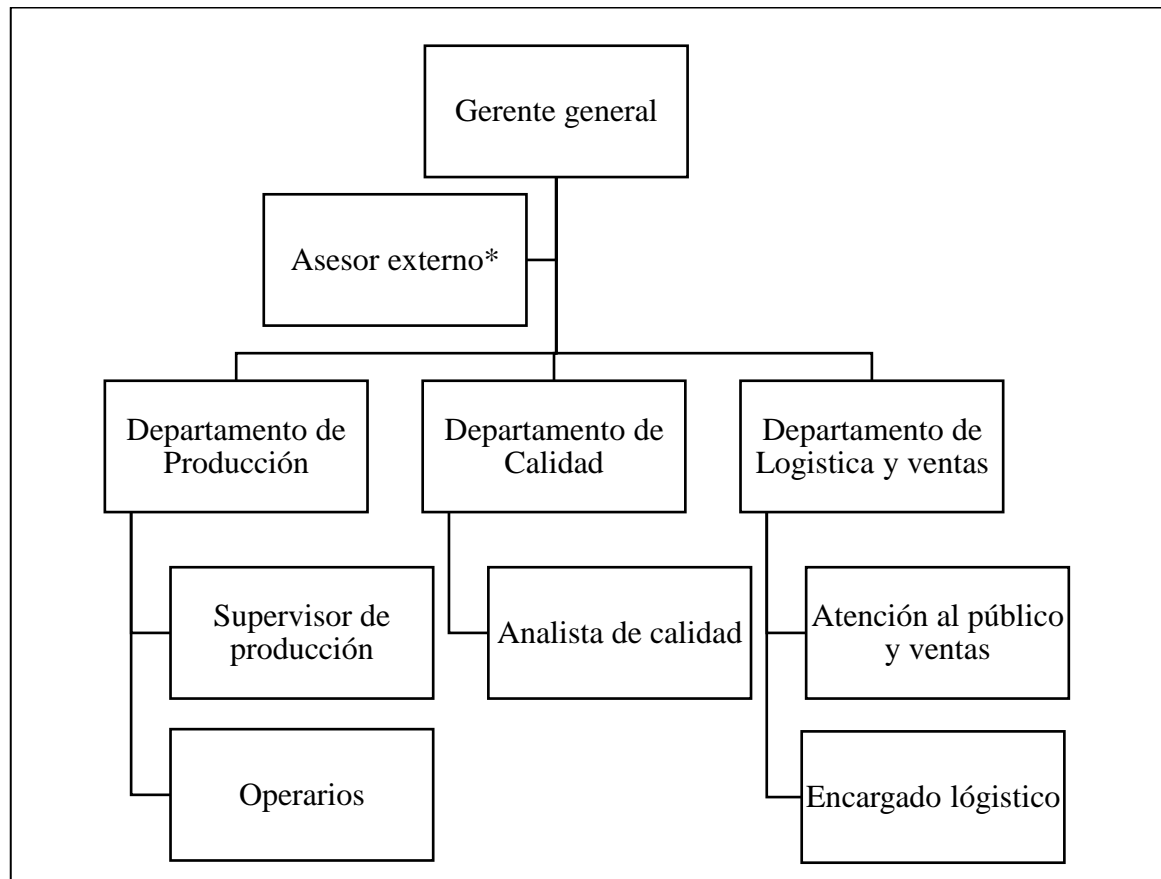 Gerente general
Asesor externo*
Departamento de
Producción
Departamento de
Calidad
Departamento de
Logistica y ventas
Supervisor de
producción
Analista de calidad
Atención al público
y ventas
Operarios
Encargado lógistico